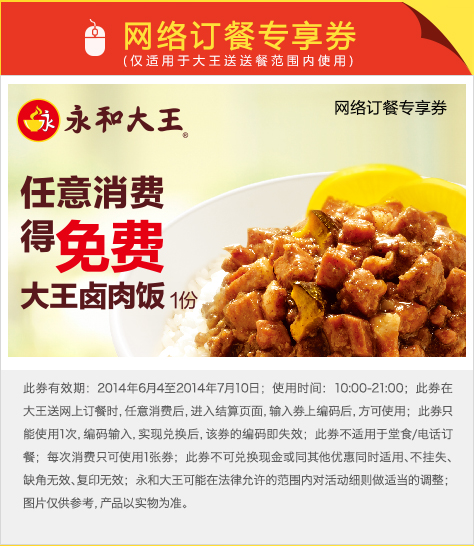 网络订餐专享券
(仅适用于大王送送餐范围内使用)
永和大王®
网络订餐专享券
任意消费
得免费
大王卤肉饭 1份
此券有效期：2014年6月4至2014年7月10日；使用时间：10:00-21:00；此券在
大王送网上订餐时, 任意消费后, 进入结算页面, 输入券上编码后, 方可使用；此券只
能使用1次, 编码输入, 实现兑换后, 该券的编码即失效；此券不适用于堂食/电话订
餐；每次消费只可使用1张券；此券不可兑换现金或同其他优惠同时适用、不挂失、
缺角无效、复印无效；永和大王可能在法律允许的范围内对活动细则做适当的调整；
图片仅供参考, 产品以实物为准。